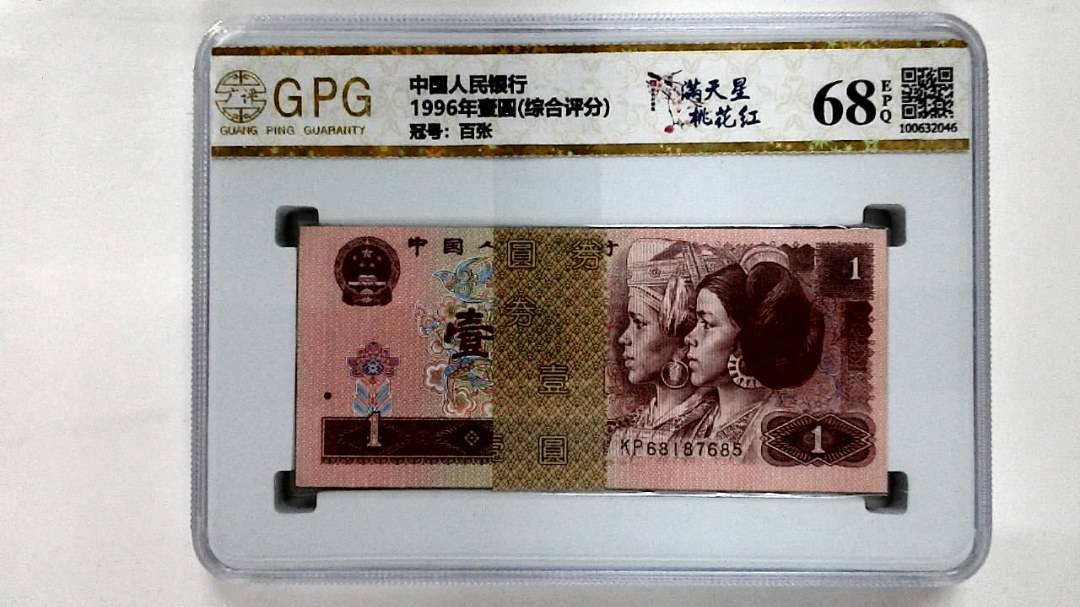 GPG
GUANG PING GUARANTY
中国人民银行
1996年壹圆(综合评分)
冠号：百张
满天星
桃花红
68
EPQ
100632046
中国人
圆 券
券
壹
壹
圆
1
1
1
KP68187685